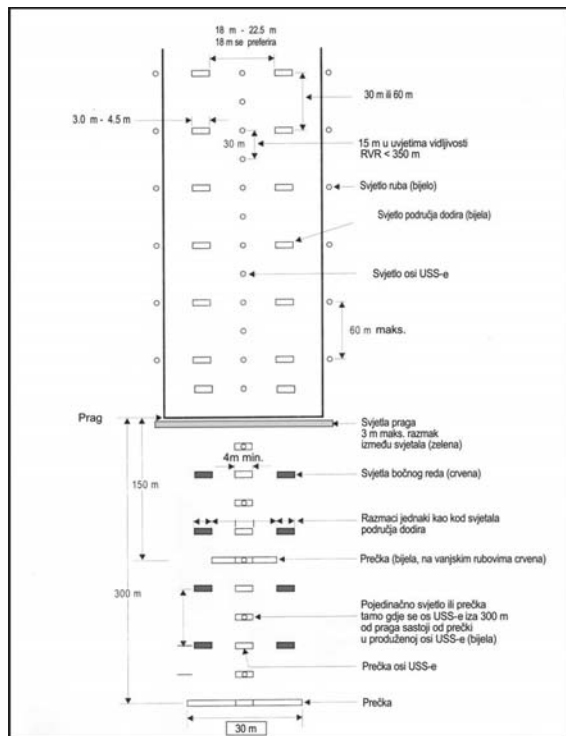 18 m - 22.5 m
18 m se preferira
30 m ili 60 m
3.0 m - 4.5 m
30 m
15 m u uvjetima vidljivosti
RVR < 350 m
Svjetlo ruba (bijelo)
Svjetlo područja dodira (bijela)
Svjetlo osi USS-e
60 m maks.
Prag
Svjetla praga
3 m maks. razmak
između svjetala (zelena)
4m min.
Svjetla bočnog reda (crvena)
150 m
Razmaci jednaki kao kod svjetala
područja dodira
Prečka (bijela, na vanjskim rubovima crvena)
300 m
Pojedinačno svjetlo ili prečka
tamo gdje se os USS-e iza 300 m
od praga sastoji od prečki
u produženoj osi USS-e (bijela)
Prečka osi USS-e
Prečka
30 m